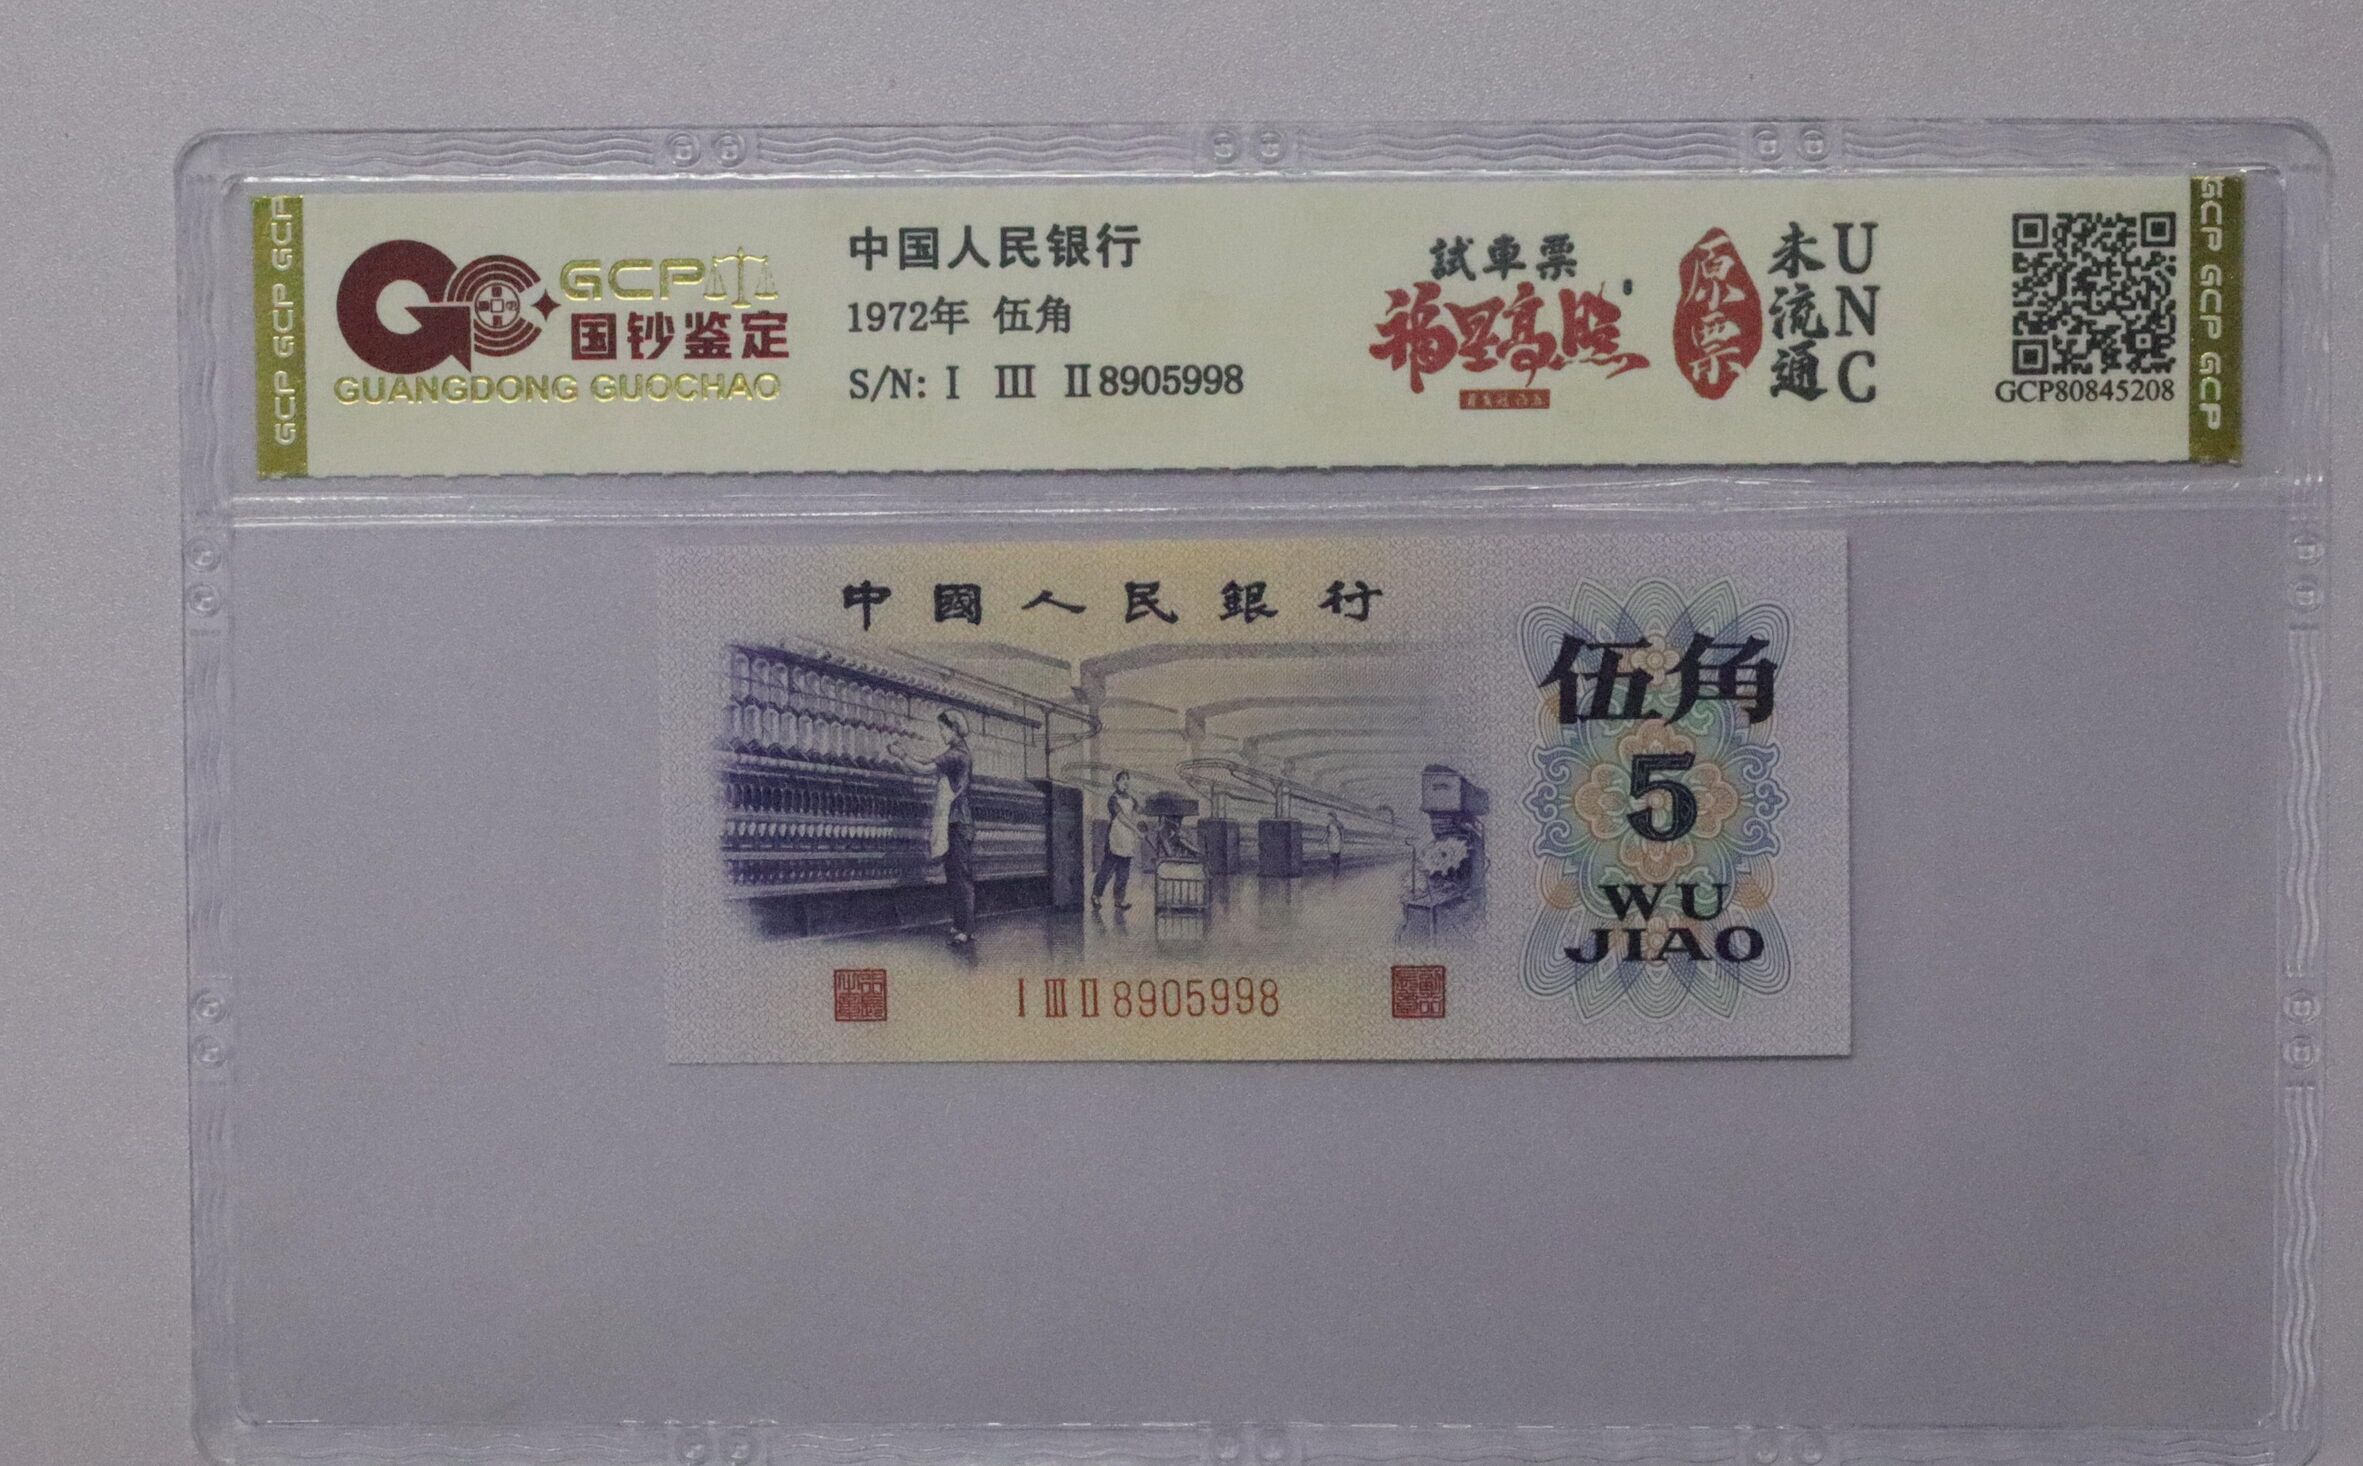 GCP GCP GCP
GCP
国钞鉴定
GUANGDONG GUOCHAO
中国人民银行
1972年 伍角
S/N: I III II 8905998
試車票
福星高照
原票
未流通
UNC
GCP80845208
GCP GCP GCP
中國人民銀行
伍角
5
WU
JIAO
I III II 8905998